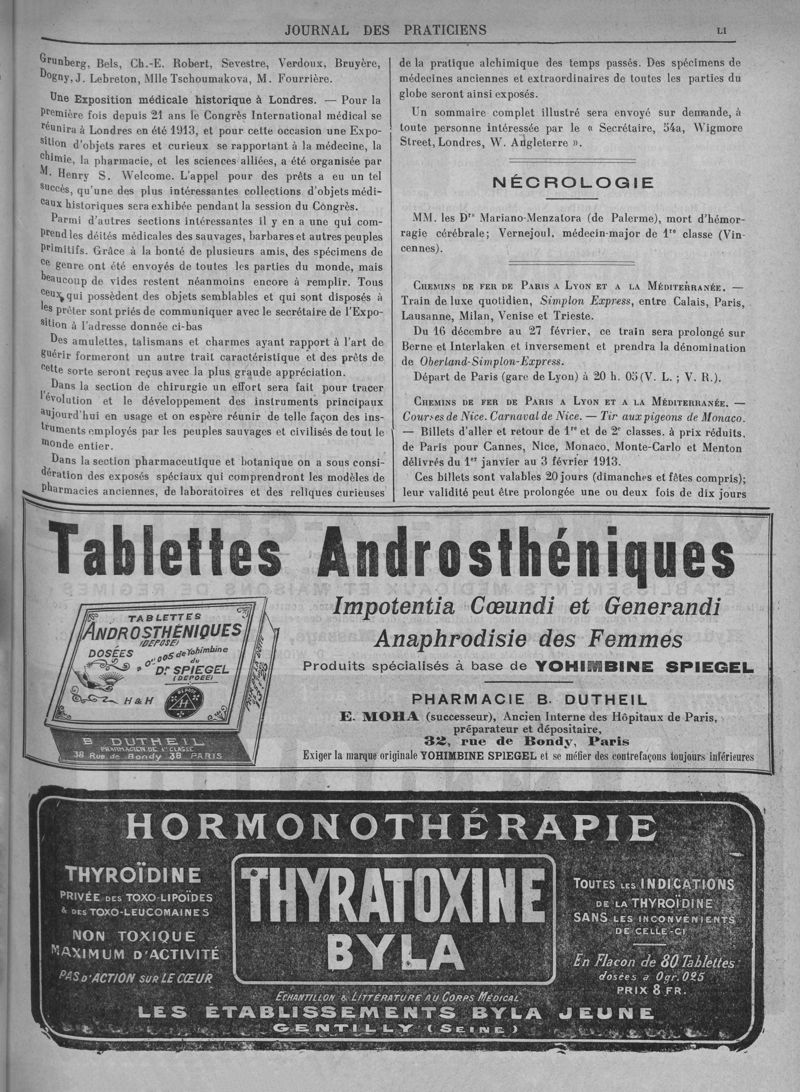 JOURNAL DES PRATICIENS
LI
Grunberg, Bels, Ch.-E. Robert, Sevestre, Verdoux, Bruyère,
Dogny, J. Lebreton, Mlle Tschoumakova, M. Fourrière.
Une Exposition médicale historique à Londres. — Pour la
première fois depuis 21 ans le Congrès International médical se
réunira à Londres en été 1913, et pour cette occasion une Expo-
sition d'objets rares et curieux se rapportant à la médecine, la
chimie, la pharmacie, et les sciences alliées, a été organisée par
M. Henry S. Welcome. L'appel pour des prêts a eu un tel
succès, qu'une des plus intéressantes collections d'objets médi-
caux historiques sera exhibée pendant la session du Congrès.
Parmi d'autres sections intéressantes il y en a une qui com-
prend les déités médicales des sauvages, barbares et autres peuples
primitifs. Grâce à la bonté de plusieurs amis, des spécimens de
ce genre ont été envoyés de toutes les parties du monde, mais
beaucoup de vides restent néanmoins encore à remplir. Tous
ceux qui possèdent des objets semblables et qui sont disposés à
les prêter sont priés de communiquer avec le secrétaire de l'Expo-
sition à l'adresse donnée ci-bas
Des amulettes, talismans et charmes ayant rapport à l'art de
guérir formeront un autre trait caractéristique et des prêts de
cette sorte seront reçus avec la plus graude appréciation.
Dans la section de chirurgie un effort sera fait pour tracer
l'évolution et le développement des instruments principaux
aujourd'hui en usage et on espère réunir de telle façon des ins-
truments employés par les peuples sauvages et civilisés de tout le
monde entier.
Dans la section pharmaceutique et botanique on a sous consi-
dération des exposés spéciaux qui comprendront les modèles de
pharmacies anciennes, de laboratoires et des reliques curieuses
de la pratique alchimique des temps passés. Des spécimens de
médecines anciennes et extraordinaires de toutes les parties du
globe seront ainsi exposés.
Un sommaire complet illustré sera envoyé sur demande, à
toute personne intéressée par le « Secrétaire, 54a, Wigmore
Street, Londres, W. Angleterre ».
NÉCROLOGIE
MM. les Drs Mariano-Menzatora (de Palerme), mort d'hémor-
ragie cérébrale; Vernejoul, médecin-major de 1re classe (Vin-
cennes).
CHEMINS DE FER DE PARIS A LYON ET A LA MÉDITERRANÉE. —
Train de luxe quotidien, Simplon Express, entre Calais, Paris,
Lausanne, Milan, Venise et Trieste.
Du 16 décembre au 27 février, ce train sera prolongé sur
Berne et Interlaken et inversement et prendra la dénomination
de Oberland-Simplon-Express.
Départ de Paris (gare de Lyon) à 20 h. 05 (V. L. ; V. R.).
CHEMINS DE FER DE PARIS A LYON ET A LA MÉDITERRANÉE. —
Courses de Nice. Carnaval de Nice. — Tir aux pigeons de Monaco.
— Billets d'aller et retour de 1re et de 2e classes, à prix réduits,
de Paris pour Cannes, Nice, Monaco, Monte-Carlo et Menton
délivrés du 1er janvier au 3 février 1913.
Ces billets sont valables 20 jours (dimanches et fêtes compris);
leur validité peut être prolongée une ou deux fois de dix jours
Tablettes Androsthéniques
TABLETTES
ANDROSTHÉNIQUES
(DÉPOSÉ)
DOSÉES
à 0gr005 de Yohimbine
du
Dr SPIEGEL
(DEPOSEE)
H & H
B DUTHEIL
PHARMACIEN DE 1re CLASSE
38 Rue de Bondy 38 PARIS
Impotentia Cœundi et Generandi
Anaphrodisie des Femmes
Produits spécialisés à base de YOHIMBINE SPIEGEL
PHARMACIE B. DUTHEIL
E. MOHA (successeur), Ancien Interne des Hôpitaux de Paris,
préparateur et dépositaire,
32, rue de Bondy, Paris
Exiger la marque originale YOHIMBINE SPIEGEL et se méfier des contrefaçons toujours inférieures
HORMONOTHÉRAPIE
THYROÏDINE
PRIVÉE DES TOXO-LIPOÏDES
& DES TOXO-LEUCOMAINES
NON TOXIQUE
MAXIMUM D'ACTIVITÉ
PAS D'ACTION SUR LE CŒUR
THYRATOXINE
BYLA
TOUTES LES INDICATIONS
DE LA THYROÏDINE
SANS LES INCONVÉNIENTS
DE CELLE-CI
En Flacon de 80 Tablettes
dosées a 0gr.025
PRIX 8 FR.
ECHANTILLON & LITTÉRATURE AU CORPS MÉDICAL
LES ÉTABLISSEMENTS BYLA JEUNE
GENTILLY (SEINE)